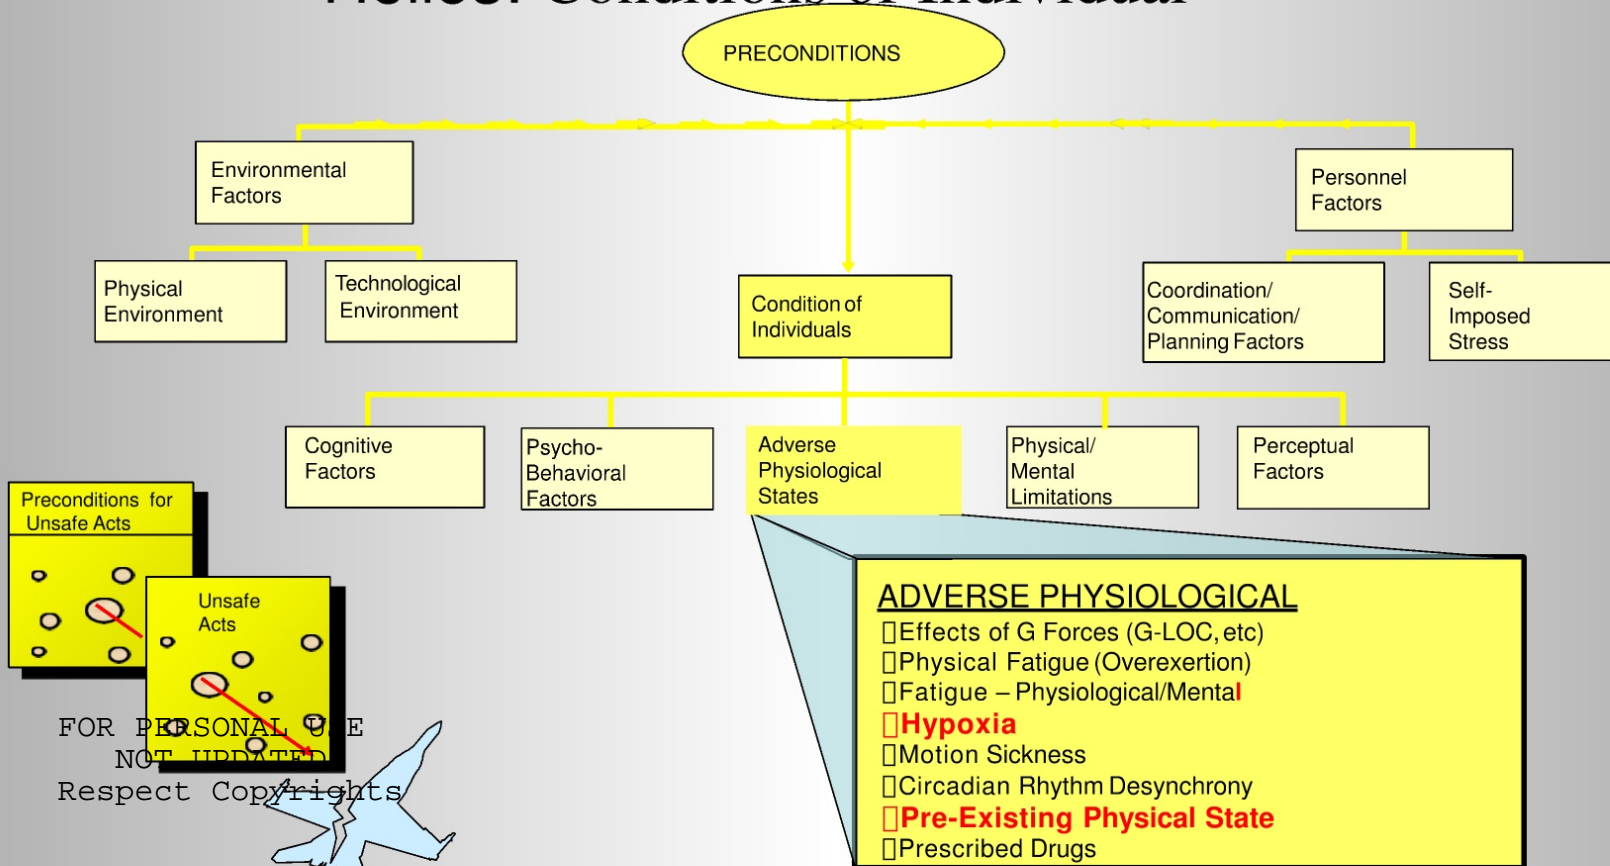 Conditions of Individual
PRECONDITIONS
Environmental
Factors
Personnel
Factors
Physical
Environment
Technological
Environment
Condition of
Individuals
Coordination/
Communication/
Planning Factors
Self-
Imposed
Stress
Cognitive
Factors
Psycho-
Behavioral
Factors
Adverse
Physiological
States
Physical/
Mental
Limitations
Perceptual
Factors
Preconditions for
Unsafe Acts
Unsafe
Acts
FOR PERSONAL USE
NOT UPDATED
Respect Copyrights
ADVERSE PHYSIOLOGICAL
Effects of G Forces (G-LOC, etc)
Physical Fatigue (Overexertion)
Fatigue – Physiological/Mental
Hypoxia
Motion Sickness
Circadian Rhythm Desynchrony
Pre-Existing Physical State
Prescribed Drugs